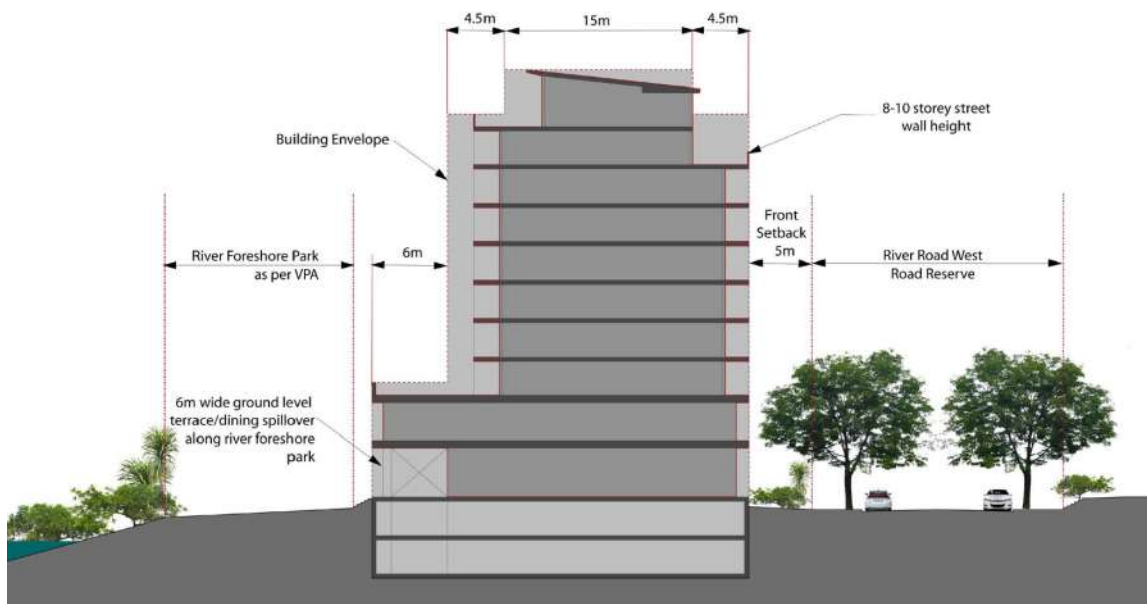 4.5m
15m
4.5m
Building Envelope
8-10 storey street
wall height
River Foreshore Park
as per VPA
6m
Front
Setback
5m
River Road West
Road Reserve
6m wide ground level
terrace/dining spillover
along river foreshore
park